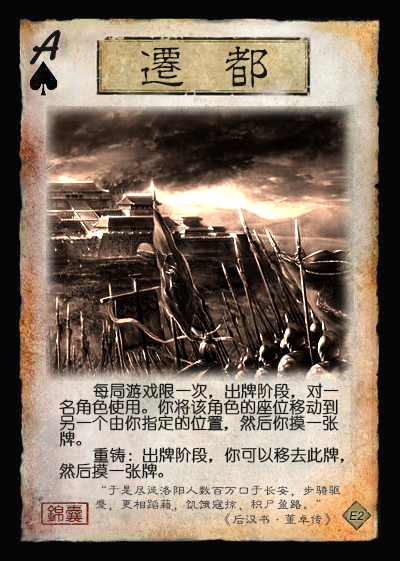 A
遷都
每局游戏限一次，出牌阶段，对一
名角色使用。你将该角色的座位移动到
另一个由你指定的位置，然后你摸一张
牌。
重铸：出牌阶段，你可以移去此牌，
然后摸一张牌。
“于是尽徙洛阳人数百万口于长安，步骑驱
蹙，更相蹈藉，饥饿寇掠，积尸盈路。”
《后汉书·董卓传》
錦囊
E2